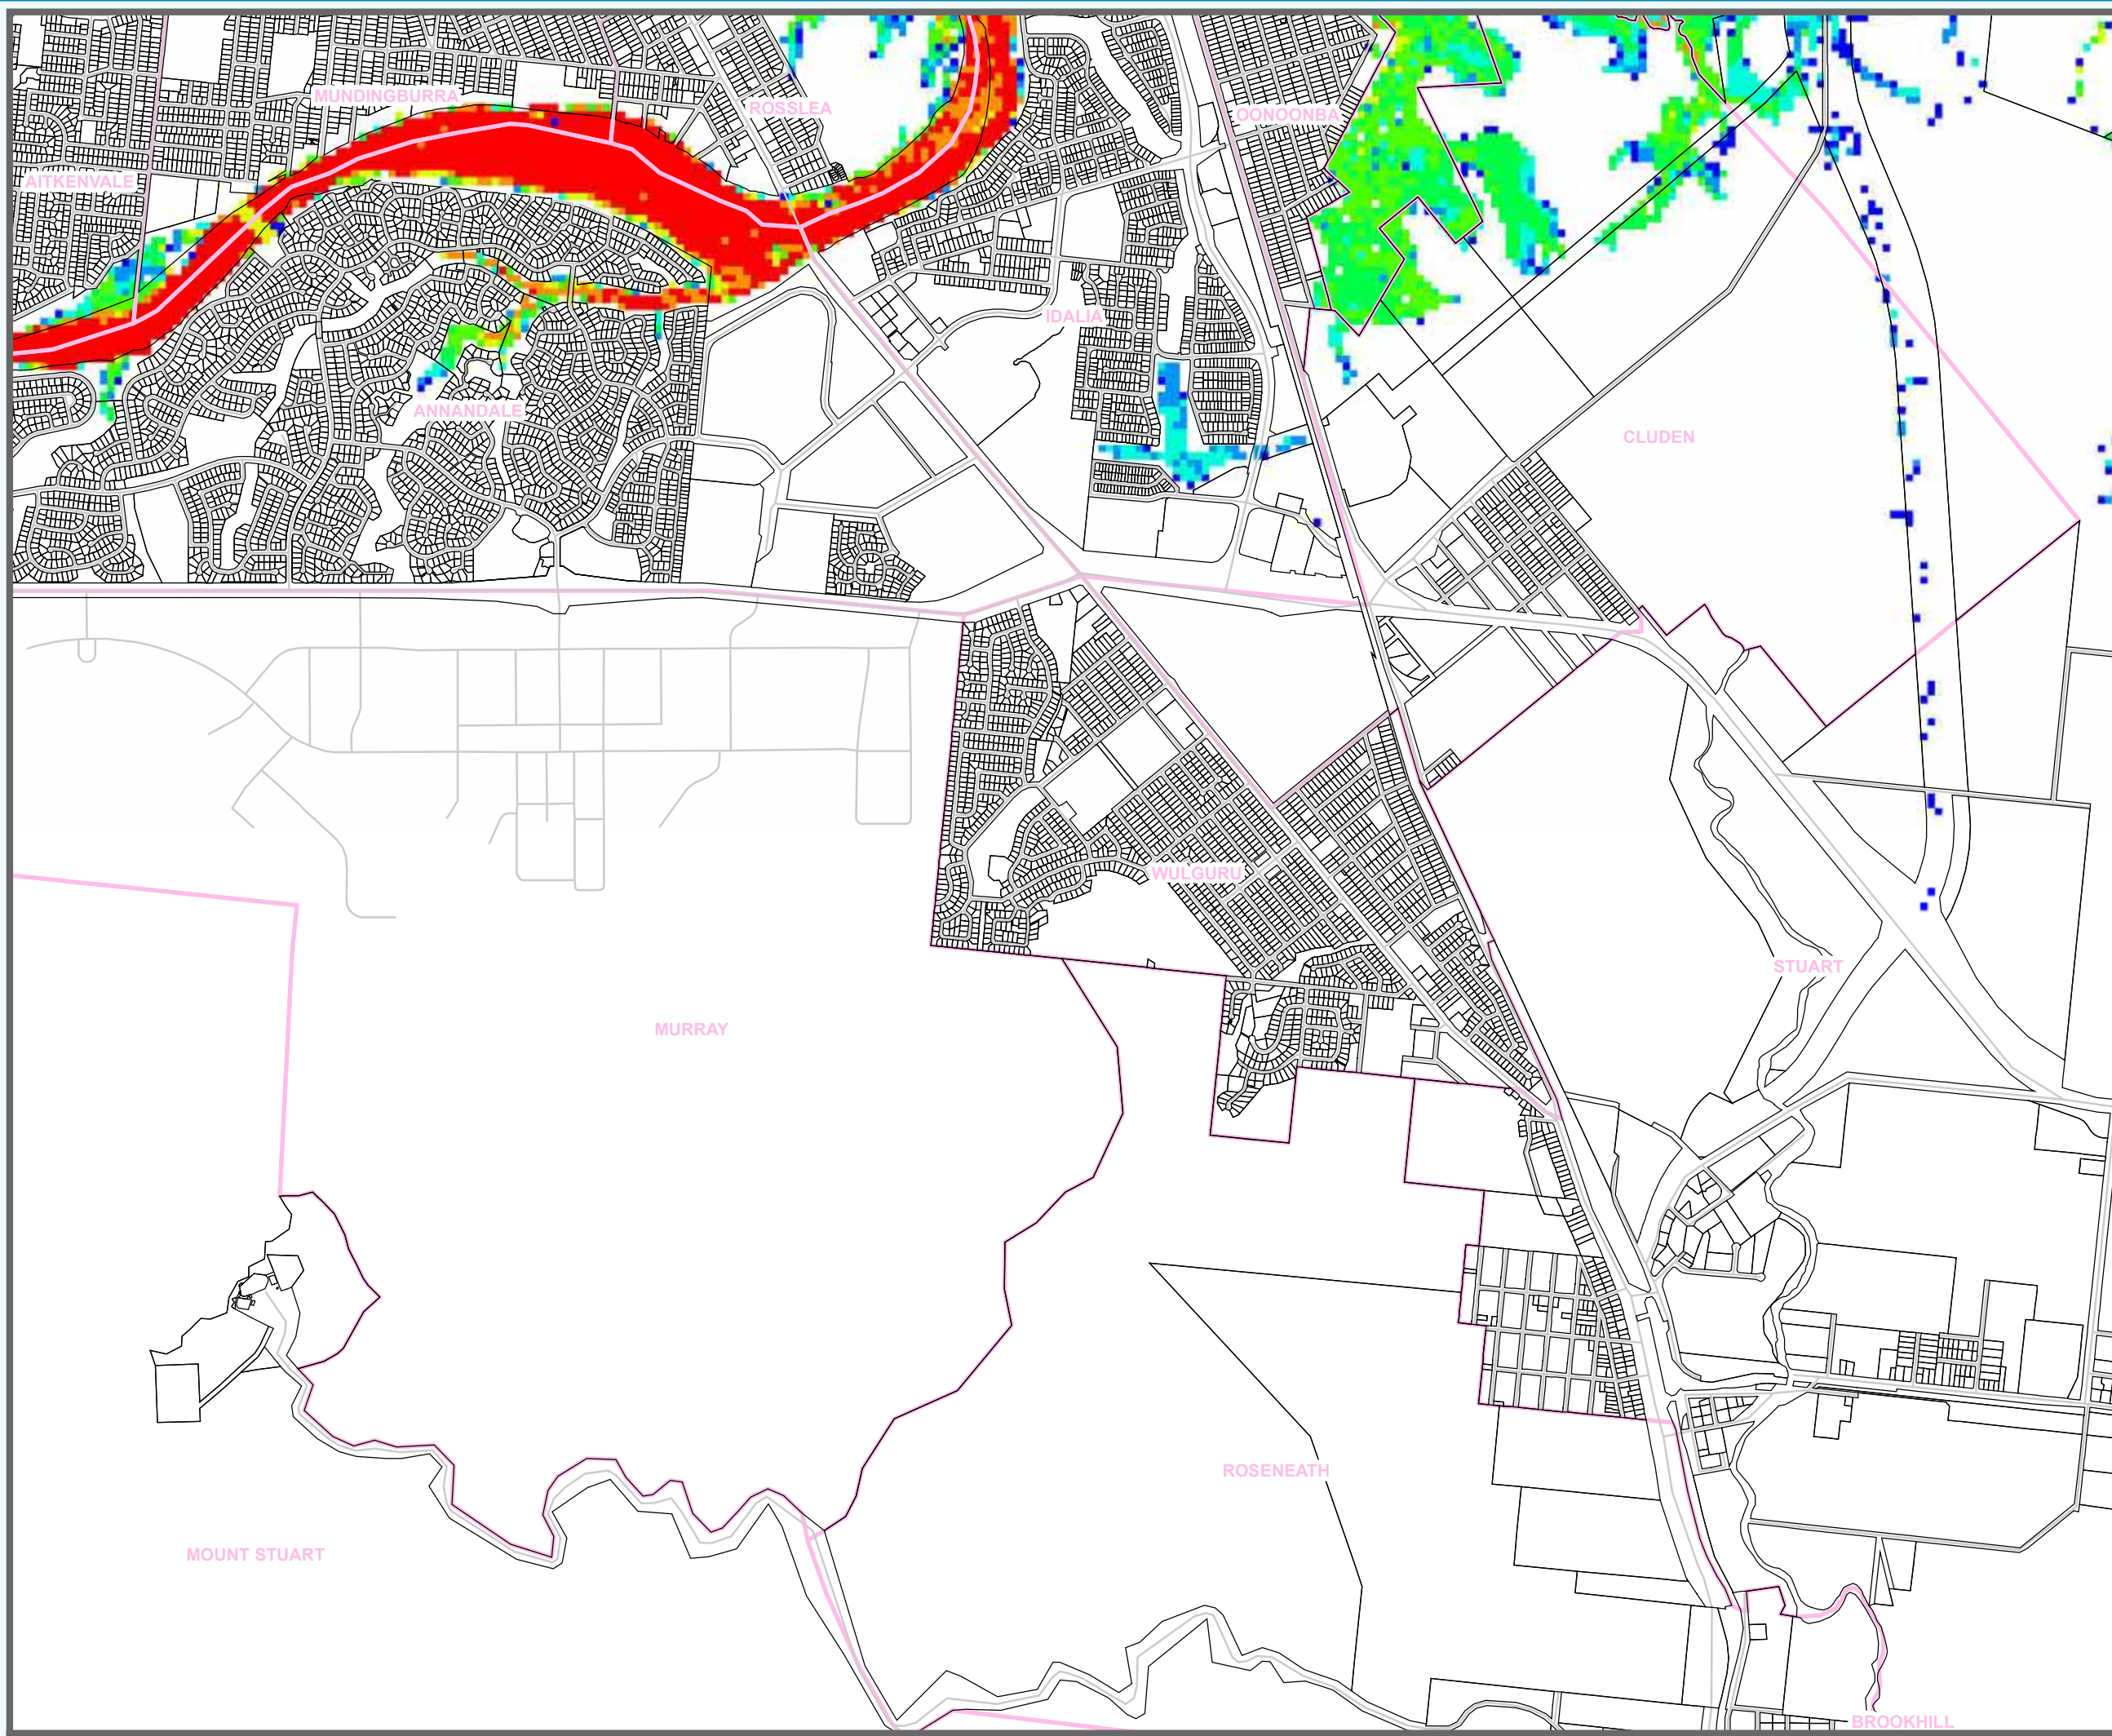 MUNDINGBURRA
ROSSLEA
OONOONBA
AITKENVALE
IDALIA
ANNANDALE
CLUDEN
WULGURU
STUART
MURRAY
ROSENEATH
MOUNT STUART
BROOKHILL